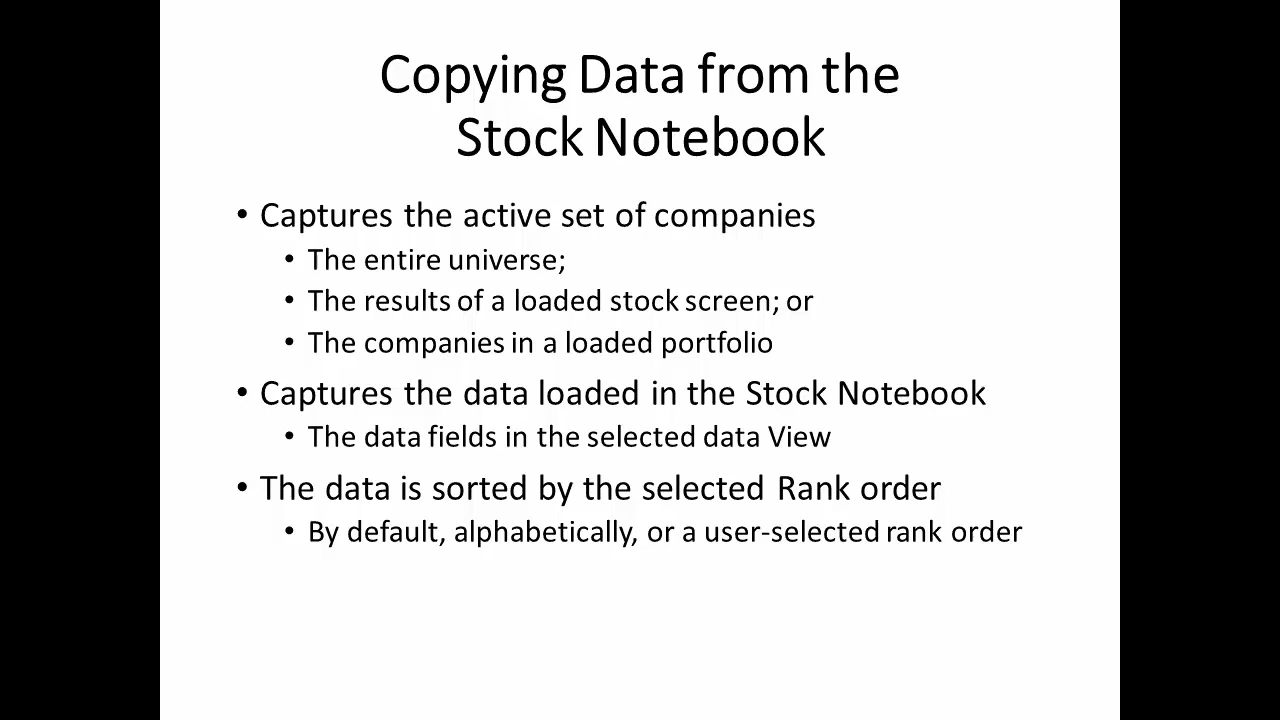 Copying Data from the
Stock Notebook
• Captures the active set of companies
• The entire universe;
• The results of a loaded stock screen; or
• The companies in a loaded portfolio
• Captures the data loaded in the Stock Notebook
• The data fields in the selected data View
• The data is sorted by the selected Rank order
• By default, alphabetically, or a user-selected rank order